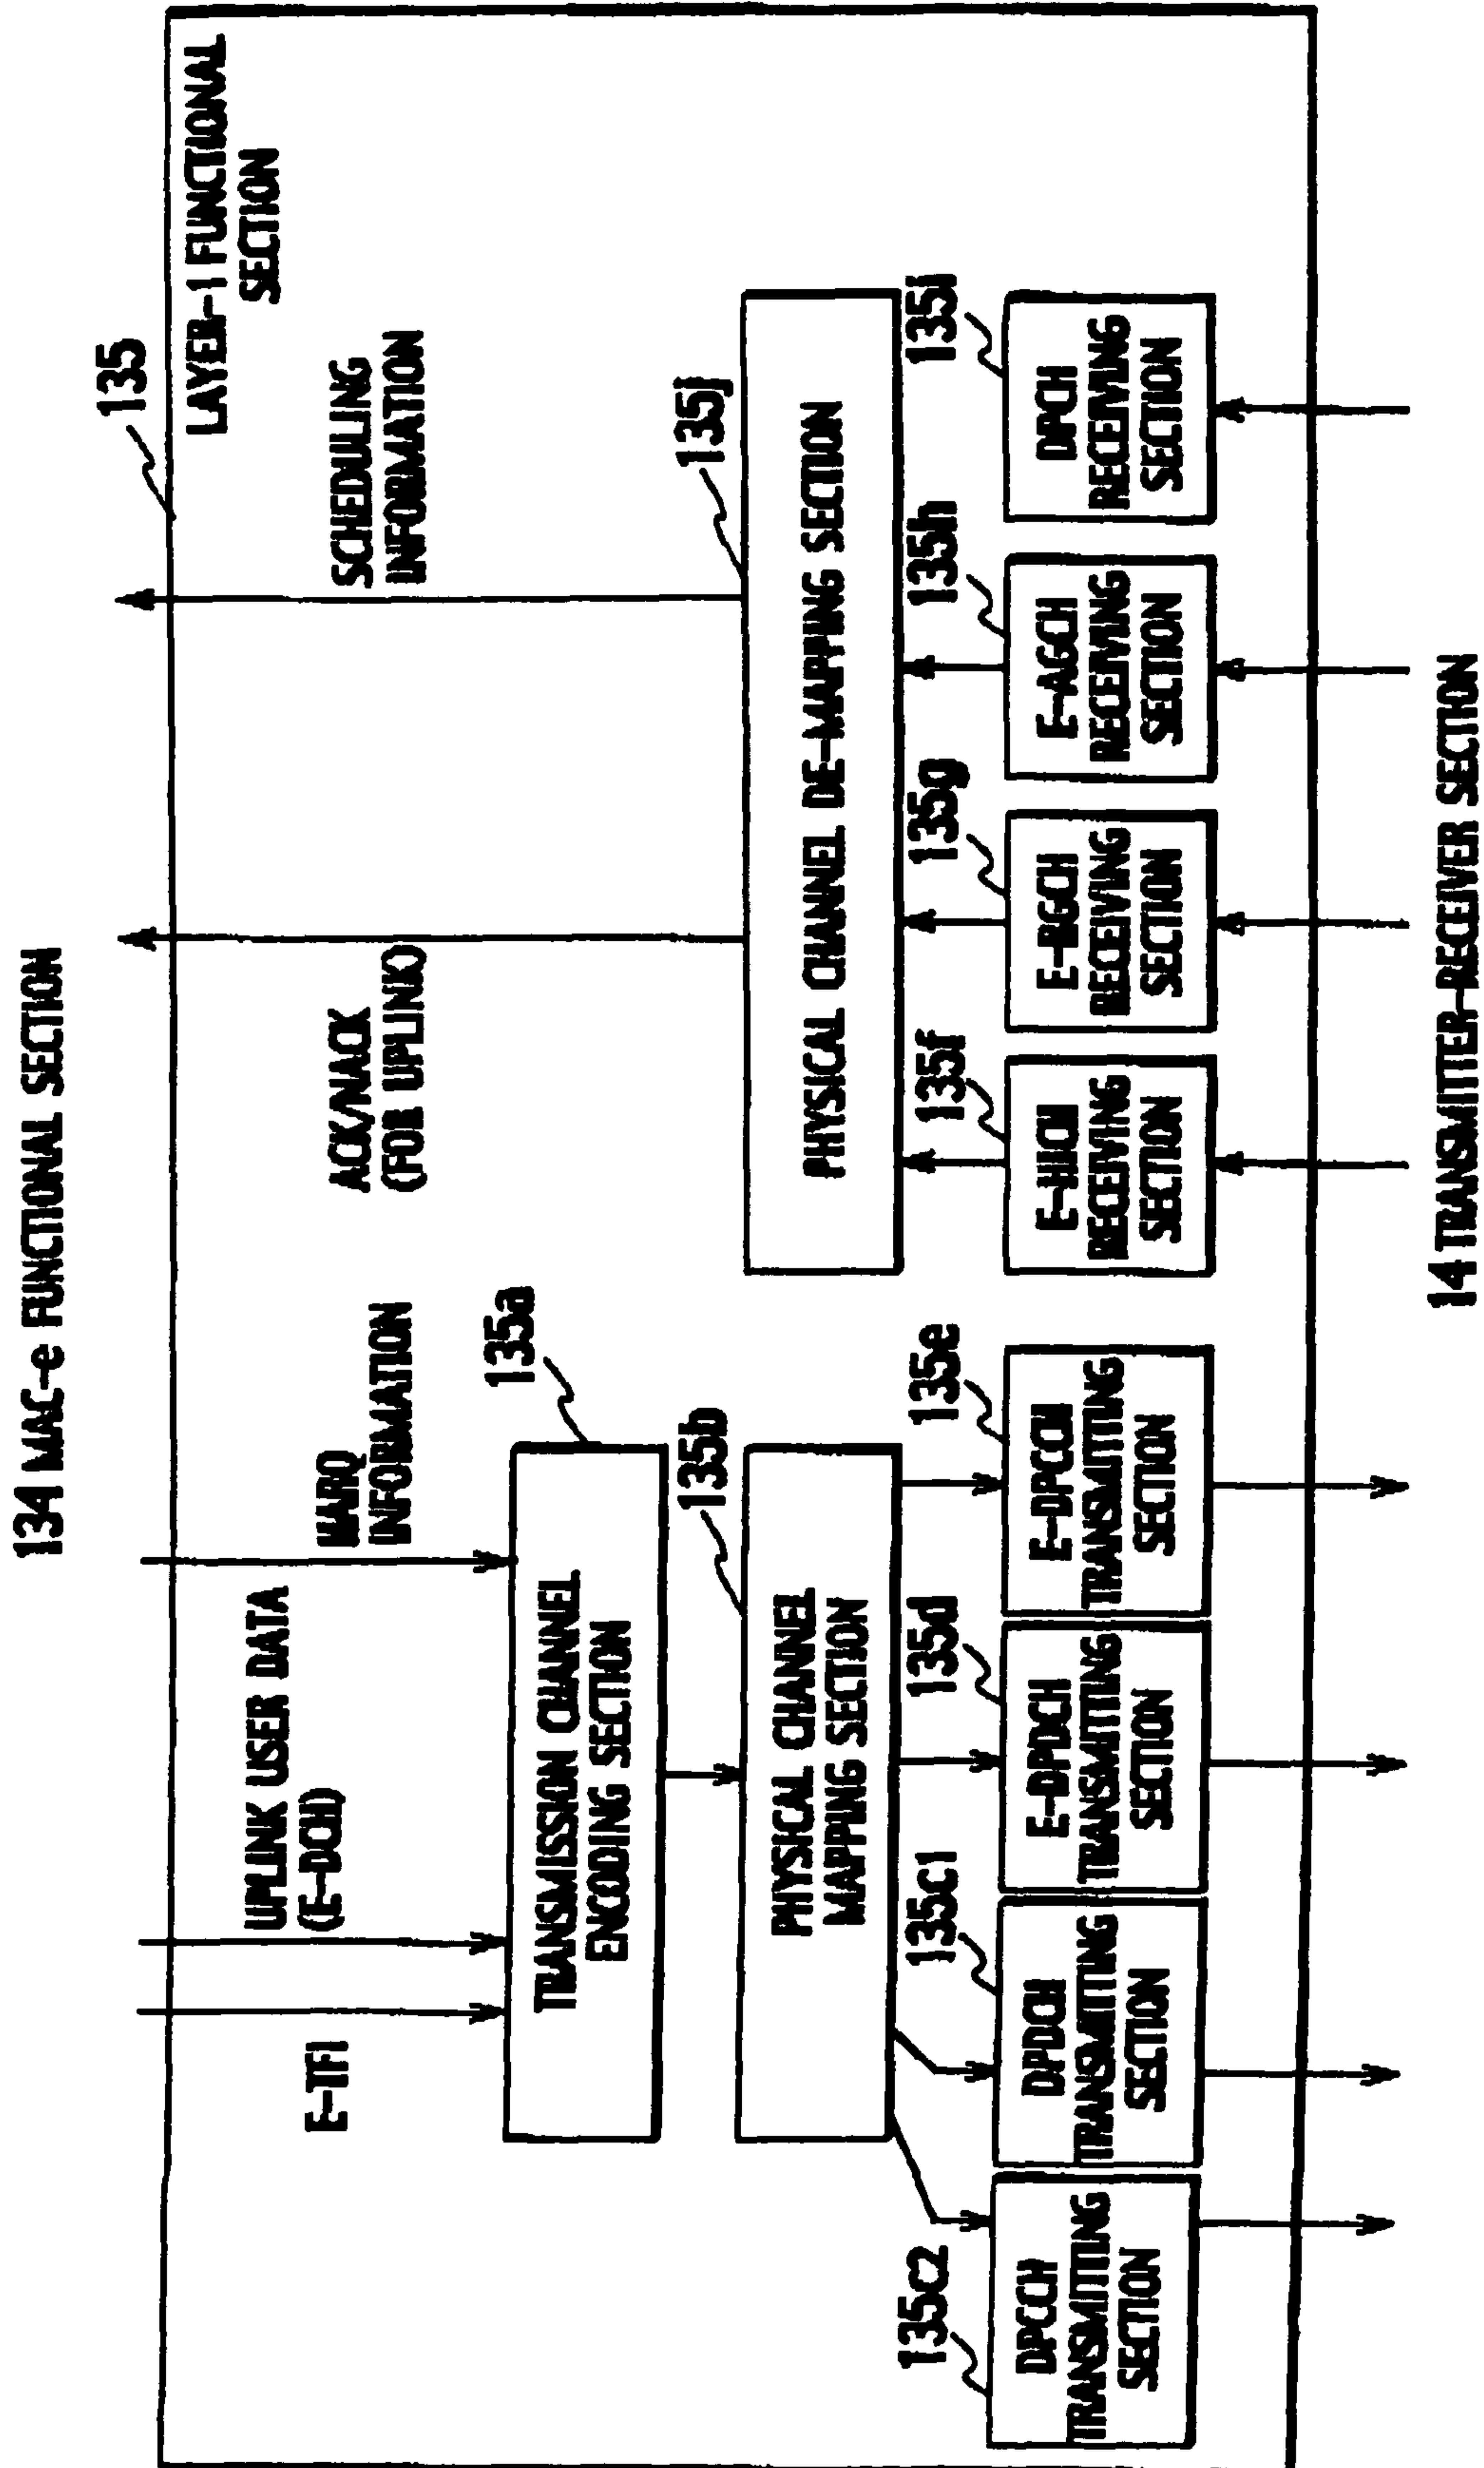 134 MAC-e FUNCTIONAL SECTION
135
LAYER-1 FUNCTIONAL
SECTION
E-TFI
UPLINK USER DATA
(E-DCH)
HARQ
INFORMATION
ACK/NACK
(FOR UPLINK)
SCHEDULING
INFORMATION
135a
TRANSMISSION CHANNEL
ENCODING SECTION
135b
PHYSICAL CHANNEL
MAPPING SECTION
135j
PHYSICAL CHANNEL DE-MAPPING SECTION
135c2
DPCCH
TRANSMITTING
SECTION
135c1
DPDCH
TRANSMITTING
SECTION
135d
E-DPDCH
TRANSMITTING
SECTION
135e
E-DPCCH
TRANSMITTING
SECTION
135f
E-HICH
RECEIVING
SECTION
135g
E-RGCH
RECEIVING
SECTION
135h
E-AGCH
RECEIVING
SECTION
135i
DPCH
RECEIVING
SECTION
14 TRANSMITTER-RECEIVER SECTION